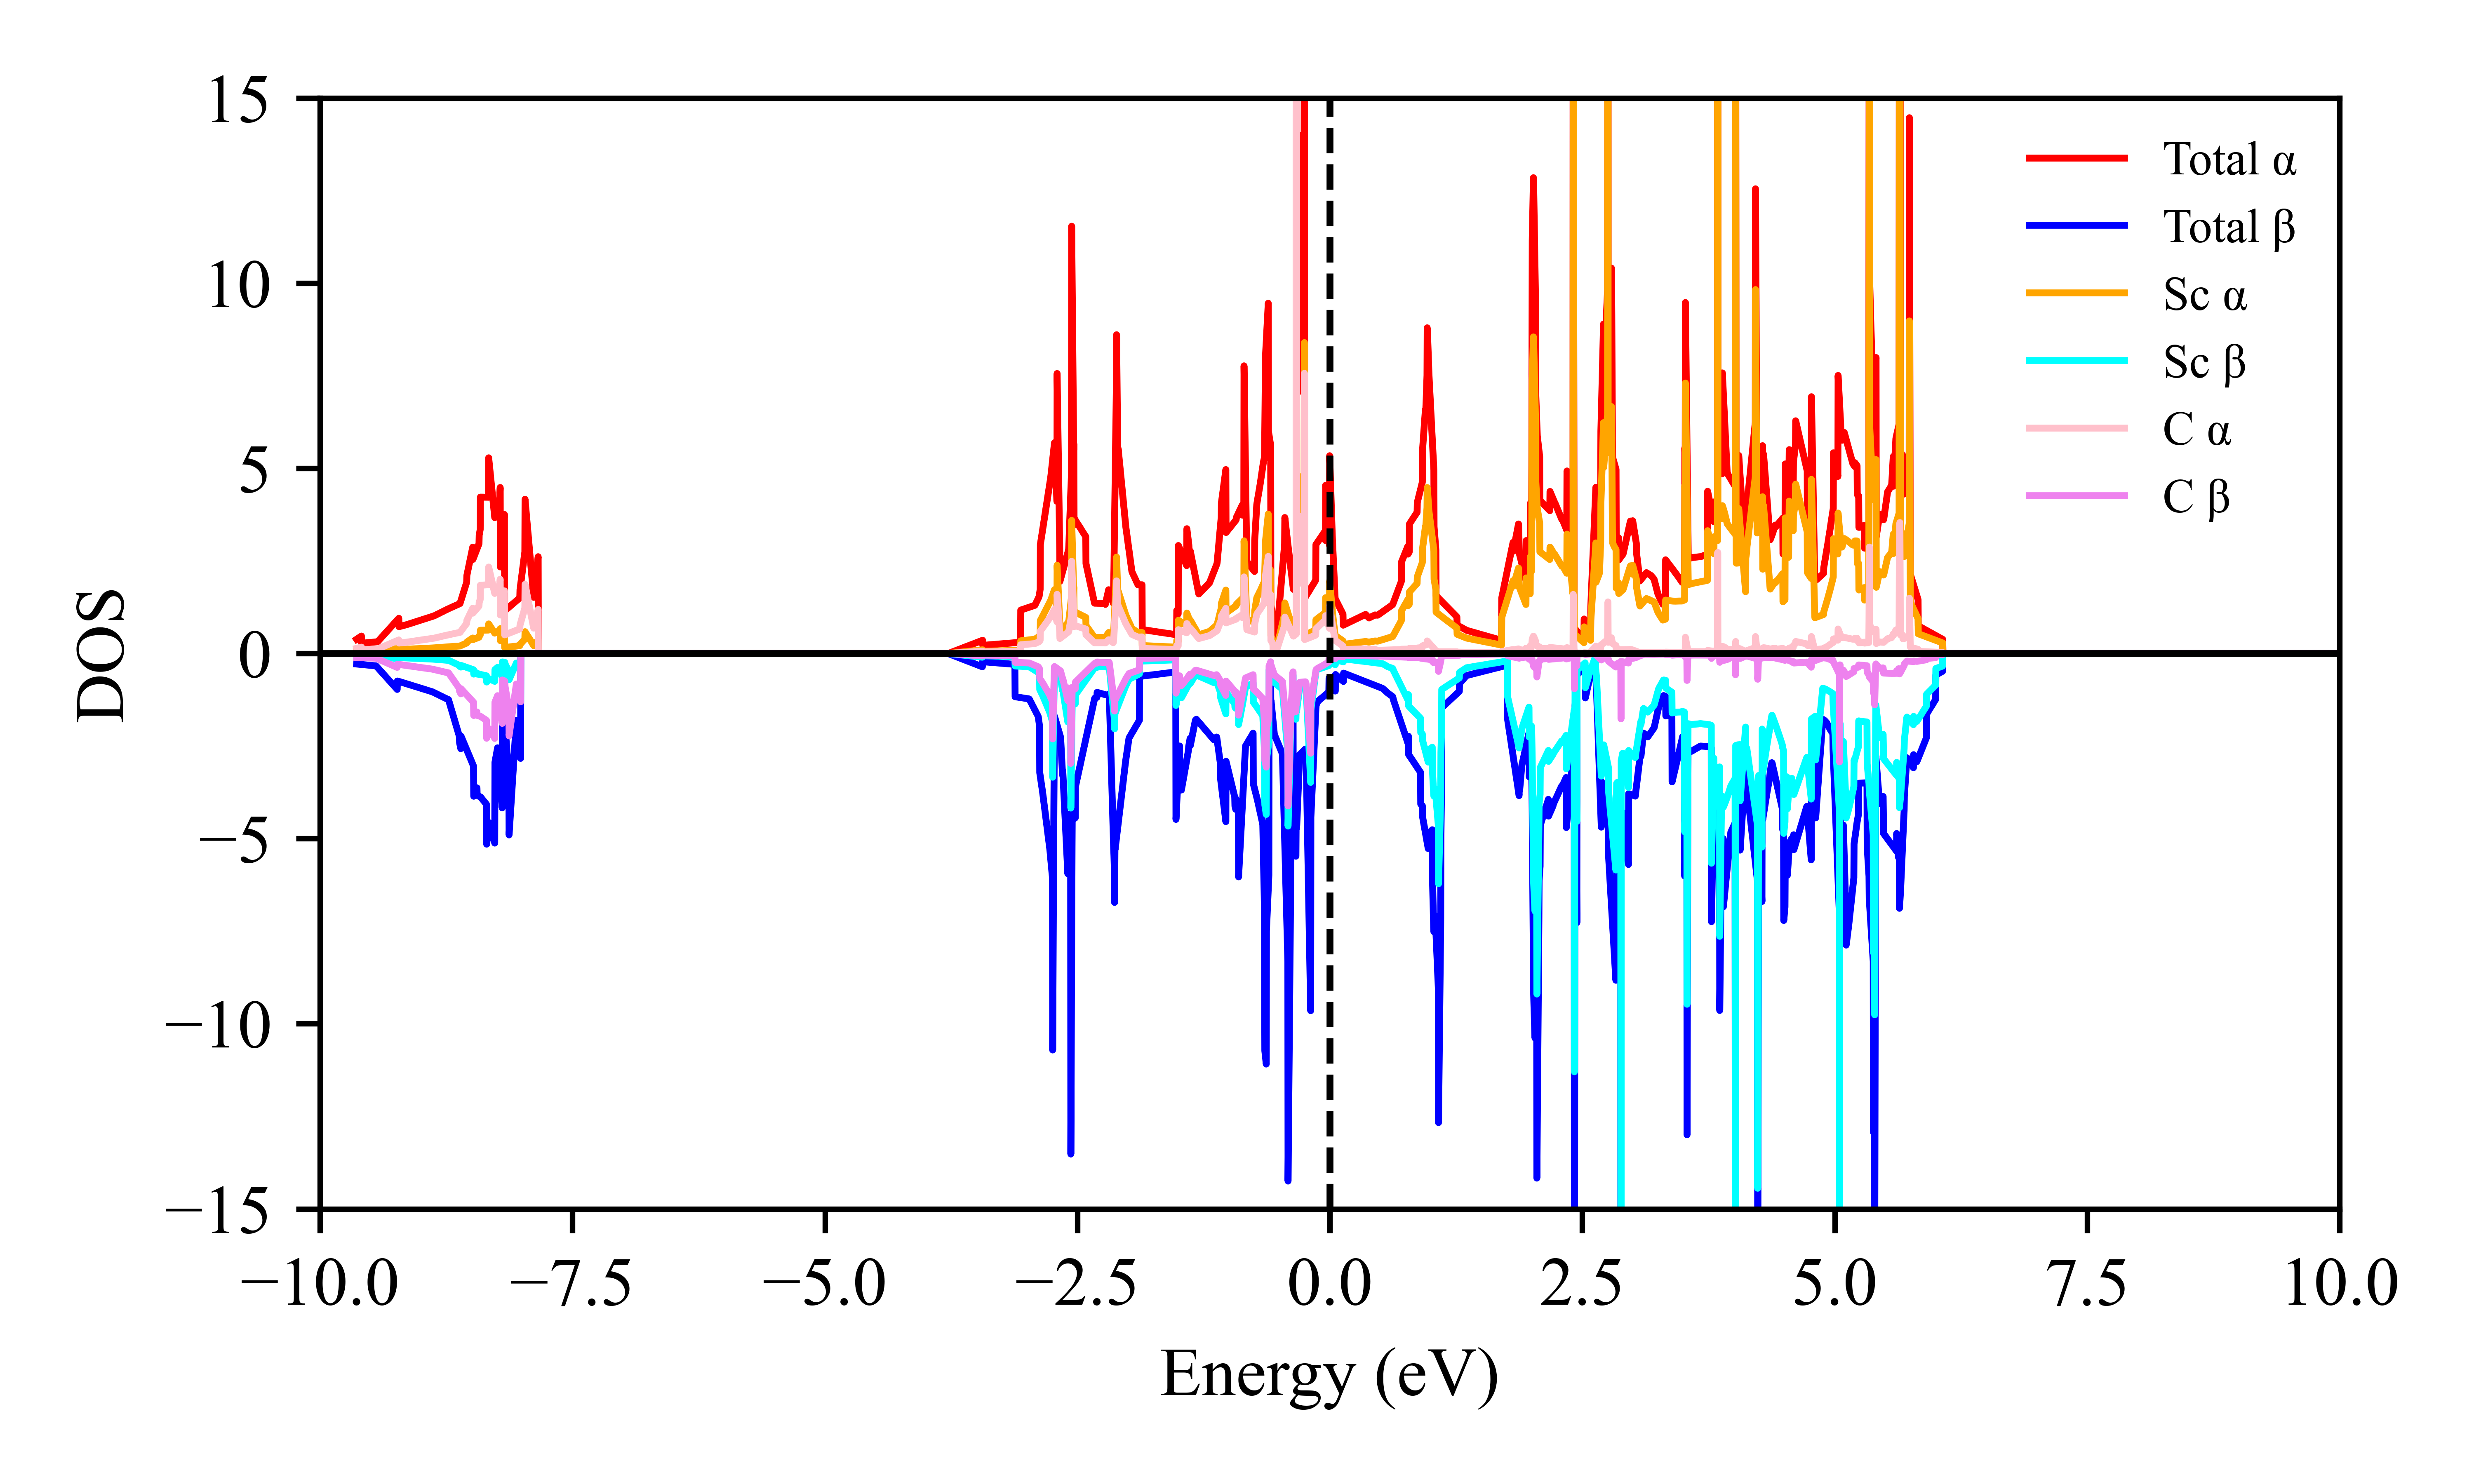 15
10
5
0
−5
−10
−15
DOS
−10.0 −7.5 −5.0 −2.5 0.0 2.5 5.0 7.5 10.0
Energy (eV)
Total α
Total β
Sc α
Sc β
C α
C β